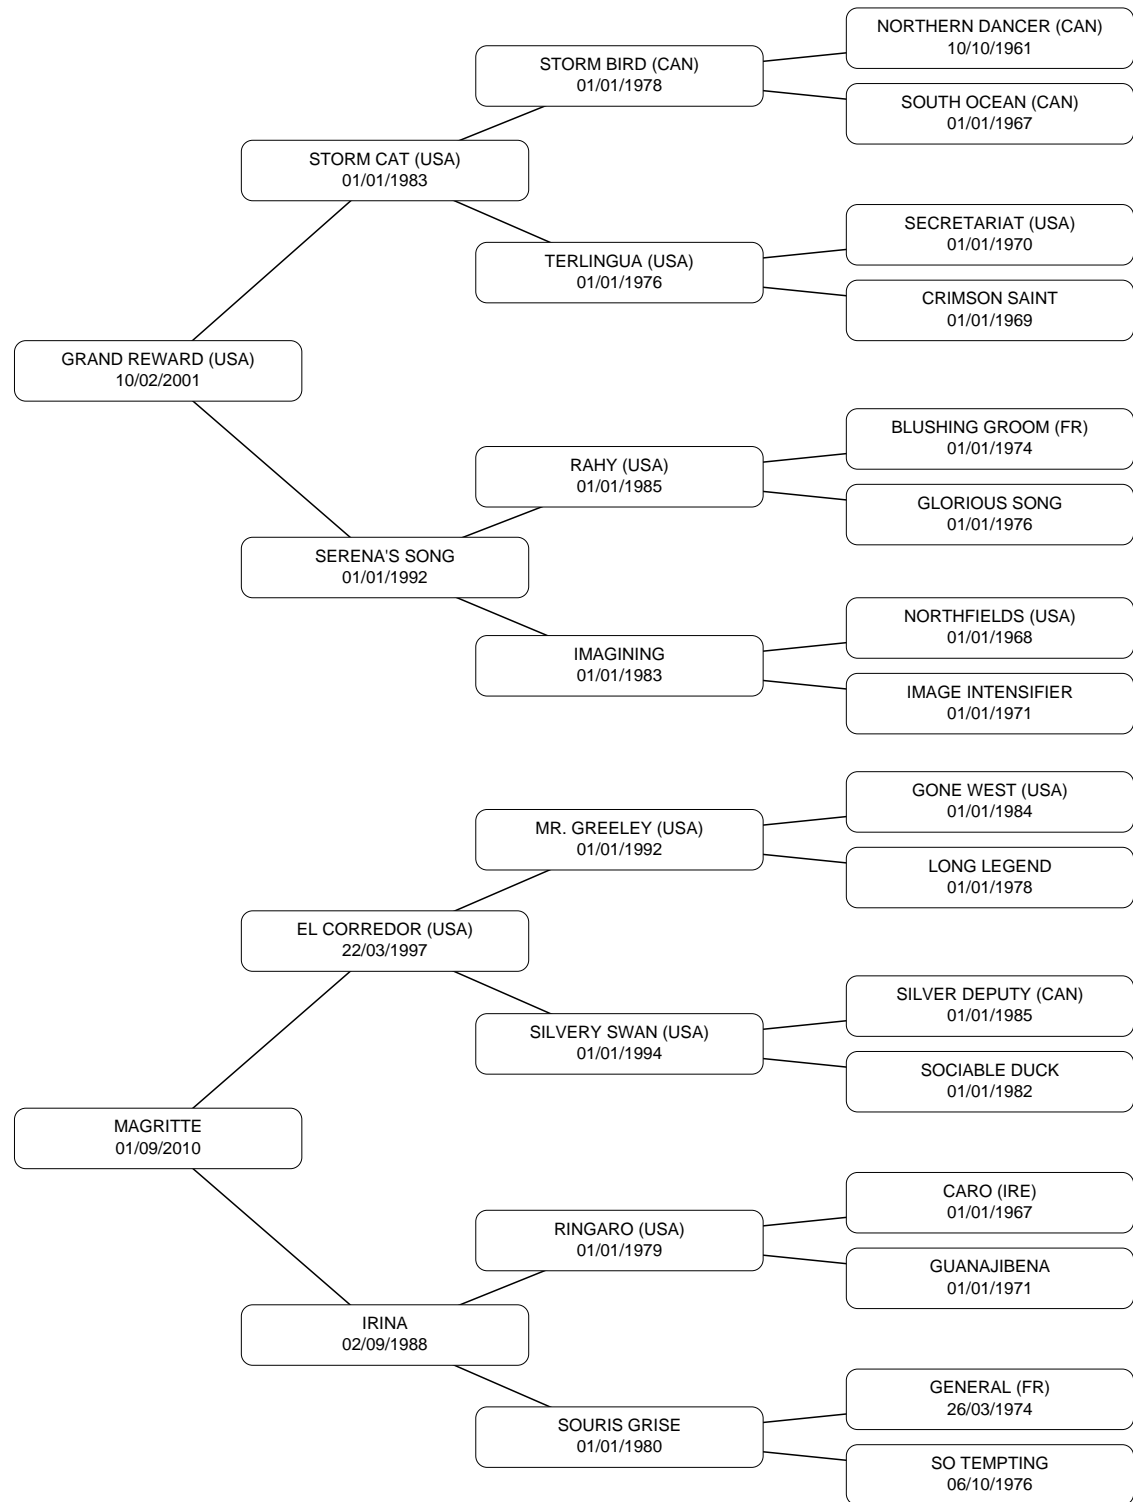 NORTHERN DANCER (CAN)
10/10/1961
STORM BIRD (CAN)
01/01/1978
SOUTH OCEAN (CAN)
01/01/1967
STORM CAT (USA)
01/01/1983
SECRETARIAT (USA)
01/01/1970
TERLINGUA (USA)
01/01/1976
CRIMSON SAINT
01/01/1969
GRAND REWARD (USA)
10/02/2001
BLUSHING GROOM (FR)
01/01/1974
RAHY (USA)
01/01/1985
GLORIOUS SONG
01/01/1976
SERENA'S SONG
01/01/1992
NORTHFIELDS (USA)
01/01/1968
IMAGINING
01/01/1983
IMAGE INTENSIFIER
01/01/1971
GONE WEST (USA)
01/01/1984
MR. GREELEY (USA)
01/01/1992
LONG LEGEND
01/01/1978
EL CORREDOR (USA)
22/03/1997
SILVER DEPUTY (CAN)
01/01/1985
SILVERY SWAN (USA)
01/01/1994
SOCIABLE DUCK
01/01/1982
MAGRITTE
01/09/2010
CARO (IRE)
01/01/1967
RINGARO (USA)
01/01/1979
GUANAJIBENA
01/01/1971
IRINA
02/09/1988
GENERAL (FR)
26/03/1974
SOURIS GRISE
01/01/1980
SO TEMPTING
06/10/1976